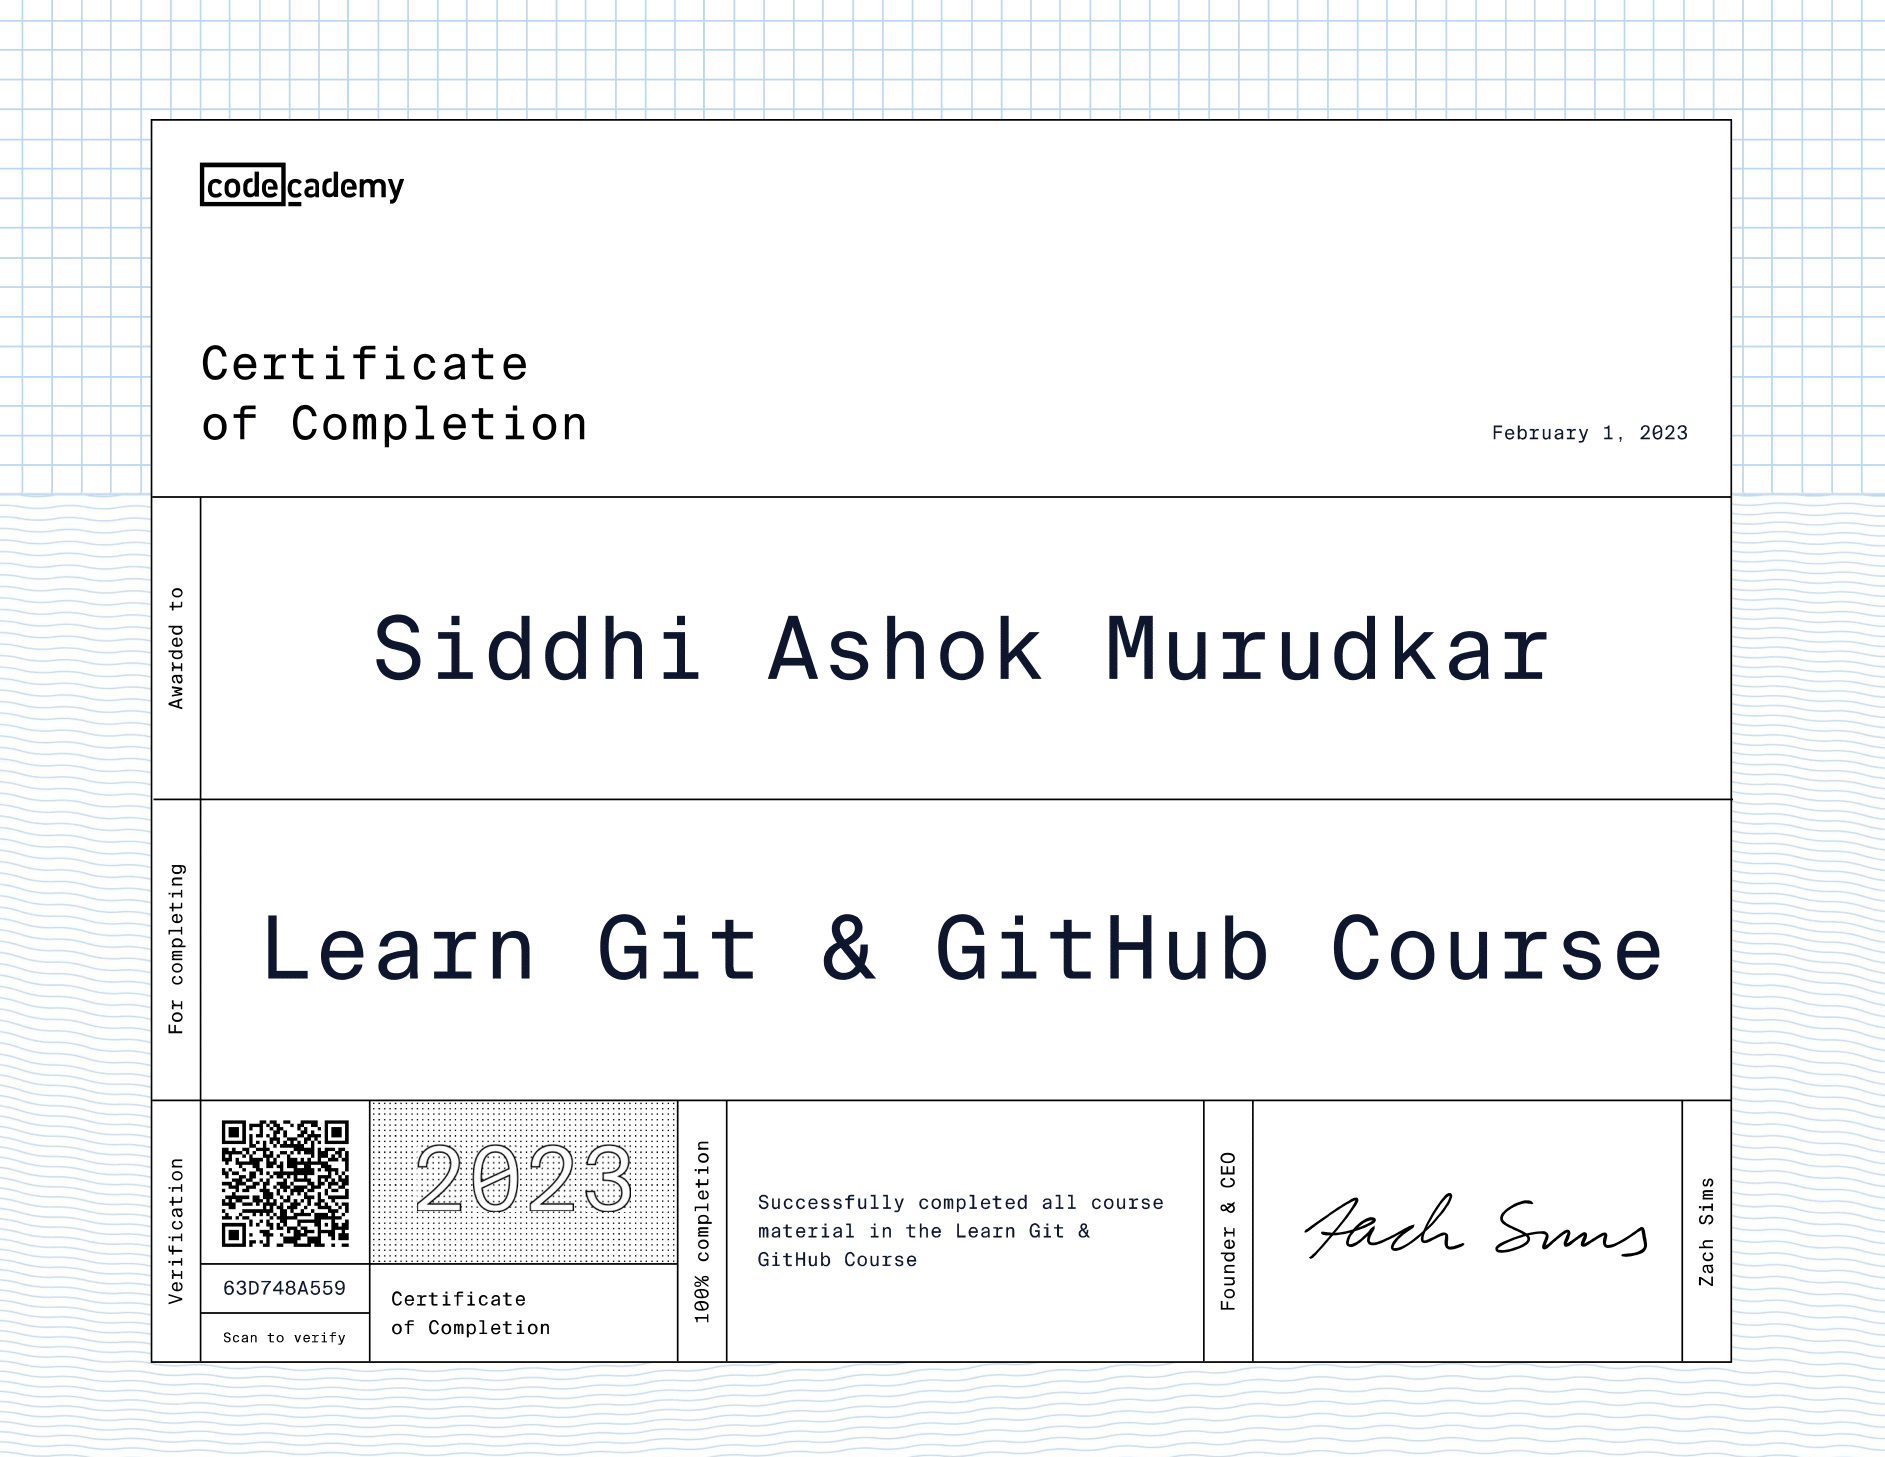 codecademy
Certificate
of Completion
February 1, 2023
Awarded to
Siddhi Ashok Murudkar
For completing
Learn Git & GitHub Course
Verification
63D748A559
Scan to verify
2023
Certificate
of Completion
100% completion
Successfully completed all course
material in the Learn Git &
GitHub Course
Founder & CEO
Zach Sims
Zach Sims